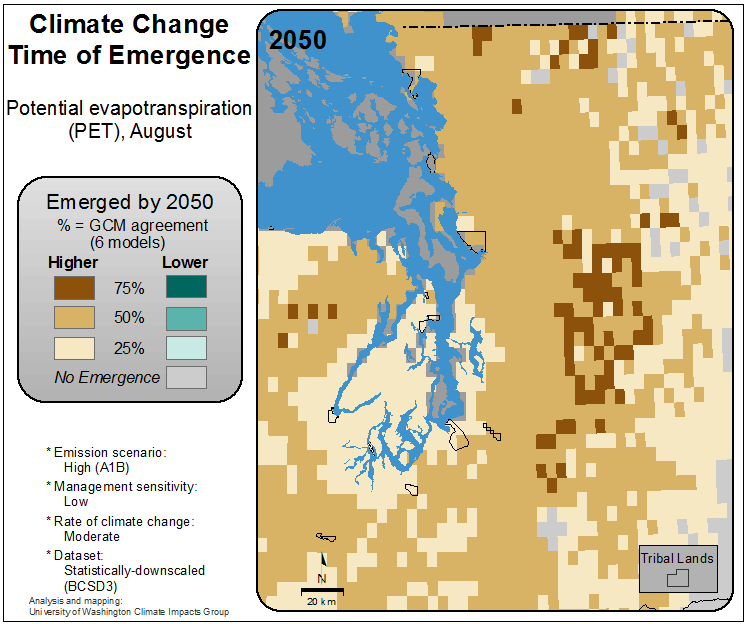 Climate Change
Time of Emergence
Potential evapotranspiration
(PET), August
Emerged by 2050
% = GCM agreement
(6 models)
Higher Lower
75%
50%
25%
No Emergence
* Emission scenario:
High (A1B)
* Management sensitivity:
Low
* Rate of climate change:
Moderate
* Dataset:
Statistically-downscaled
(BCSD3)
Analysis and mapping:
University of Washington Climate Impacts Group
2050
N
20 km
Tribal Lands